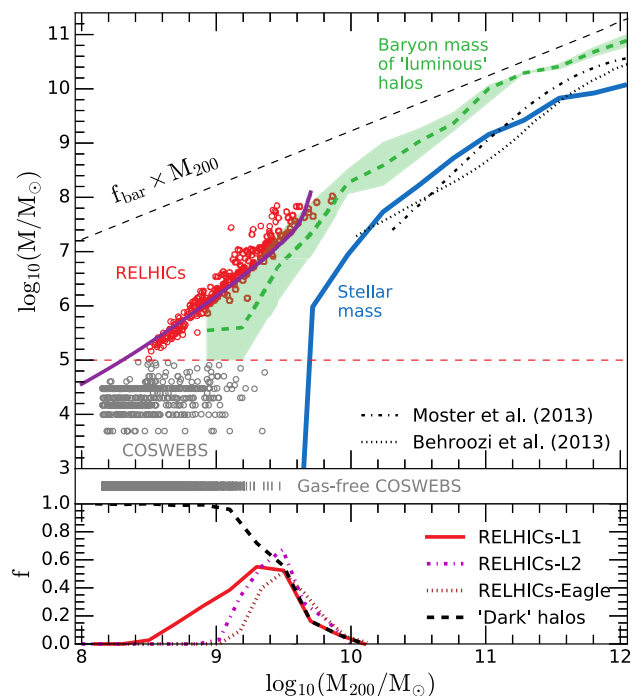 11
10
9
8
7
6
5
4
3
log₁₀(M/M⊙)
f_bar × M₂₀₀
Baryon mass
of 'luminous'
halos
RELHICs
Stellar
mass
COSWEBS
Moster et al. (2013)
Behroozi et al. (2013)
Gas-free COSWEBS
1.0
0.8
0.6
0.4
0.2
0.0
f
RELHICs-L1
RELHICs-L2
RELHICs-Eagle
'Dark' halos
8 9 10 11 12
log₁₀(M₂₀₀/M⊙)